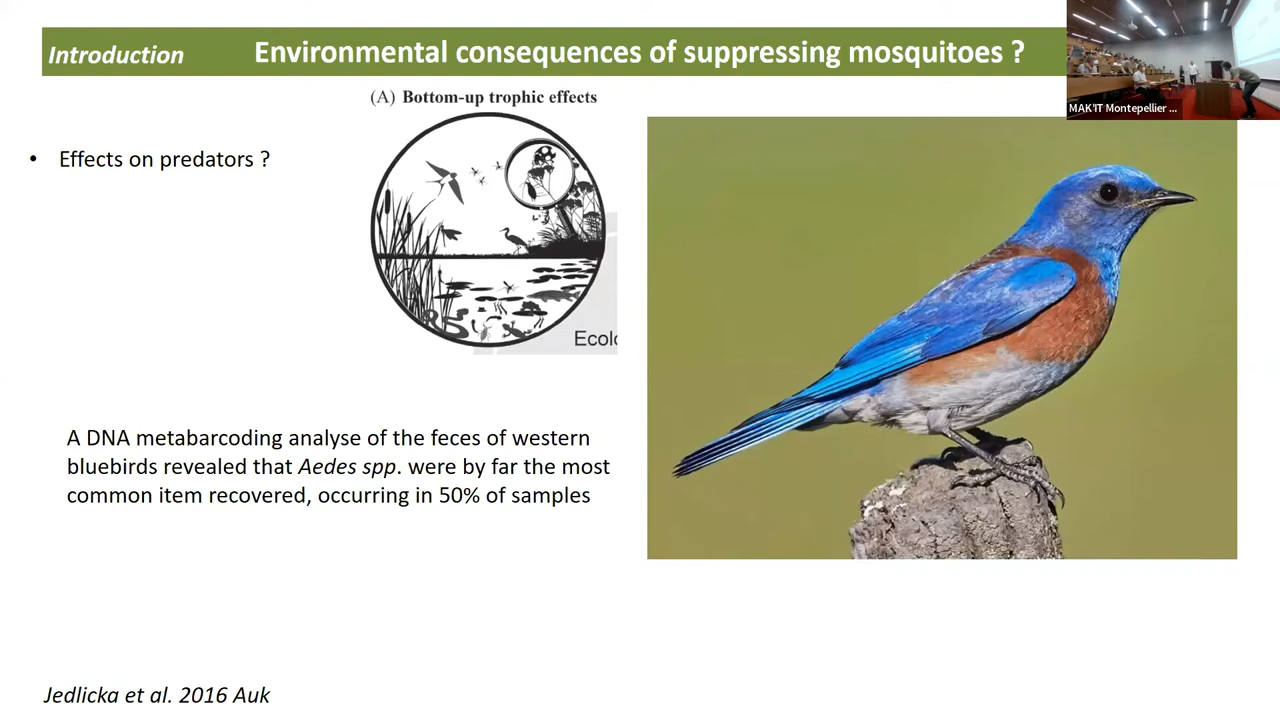 Introduction
Environmental consequences of suppressing mosquitoes ?
MAK'IT Montepellier ...
(A) Bottom-up trophic effects
• Effects on predators ?
Ecol
A DNA metabarcoding analyse of the feces of western
bluebirds revealed that Aedes spp. were by far the most
common item recovered, occurring in 50% of samples
Jedlicka et al. 2016 Auk